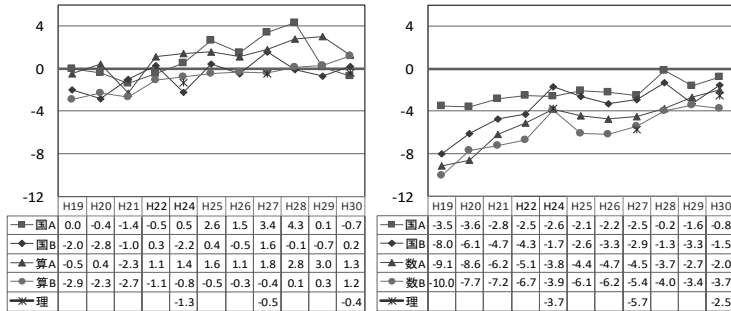 4
0
-4
-8
-12
H19 H20 H21 H22 H24 H25 H26 H27 H28 H29 H30
国A 0.0 -0.4 -1.4 -0.5 0.5 2.6 1.5 3.4 4.3 0.1 -0.7
国B -2.0 -2.8 -1.0 0.3 -2.2 0.4 -0.5 1.6 -0.1 -0.7 0.2
算A -0.5 0.4 -2.3 1.1 1.4 1.6 1.1 1.8 2.8 3.0 1.3
算B -2.9 -2.3 -2.7 -1.1 -0.8 -0.5 -0.3 -0.4 0.1 0.3 1.2
理 -1.3 -0.5 -0.4
4
0
-4
-8
-12
H19 H20 H21 H22 H24 H25 H26 H27 H28 H29 H30
国A -3.5 -3.6 -2.8 -2.5 -2.6 -2.1 -2.2 -2.5 -0.2 -1.6 -0.8
国B -8.0 -6.1 -4.7 -4.3 -1.7 -2.6 -3.3 -2.9 -1.3 -3.3 -1.5
数A -9.1 -8.6 -6.2 -5.1 -3.8 -4.4 -4.7 -4.5 -3.7 -2.7 -2.0
数B -10.0 -7.7 -7.2 -6.7 -3.9 -6.1 -6.2 -5.4 -4.0 -3.4 -3.7
理 -3.7 -5.7 -2.5